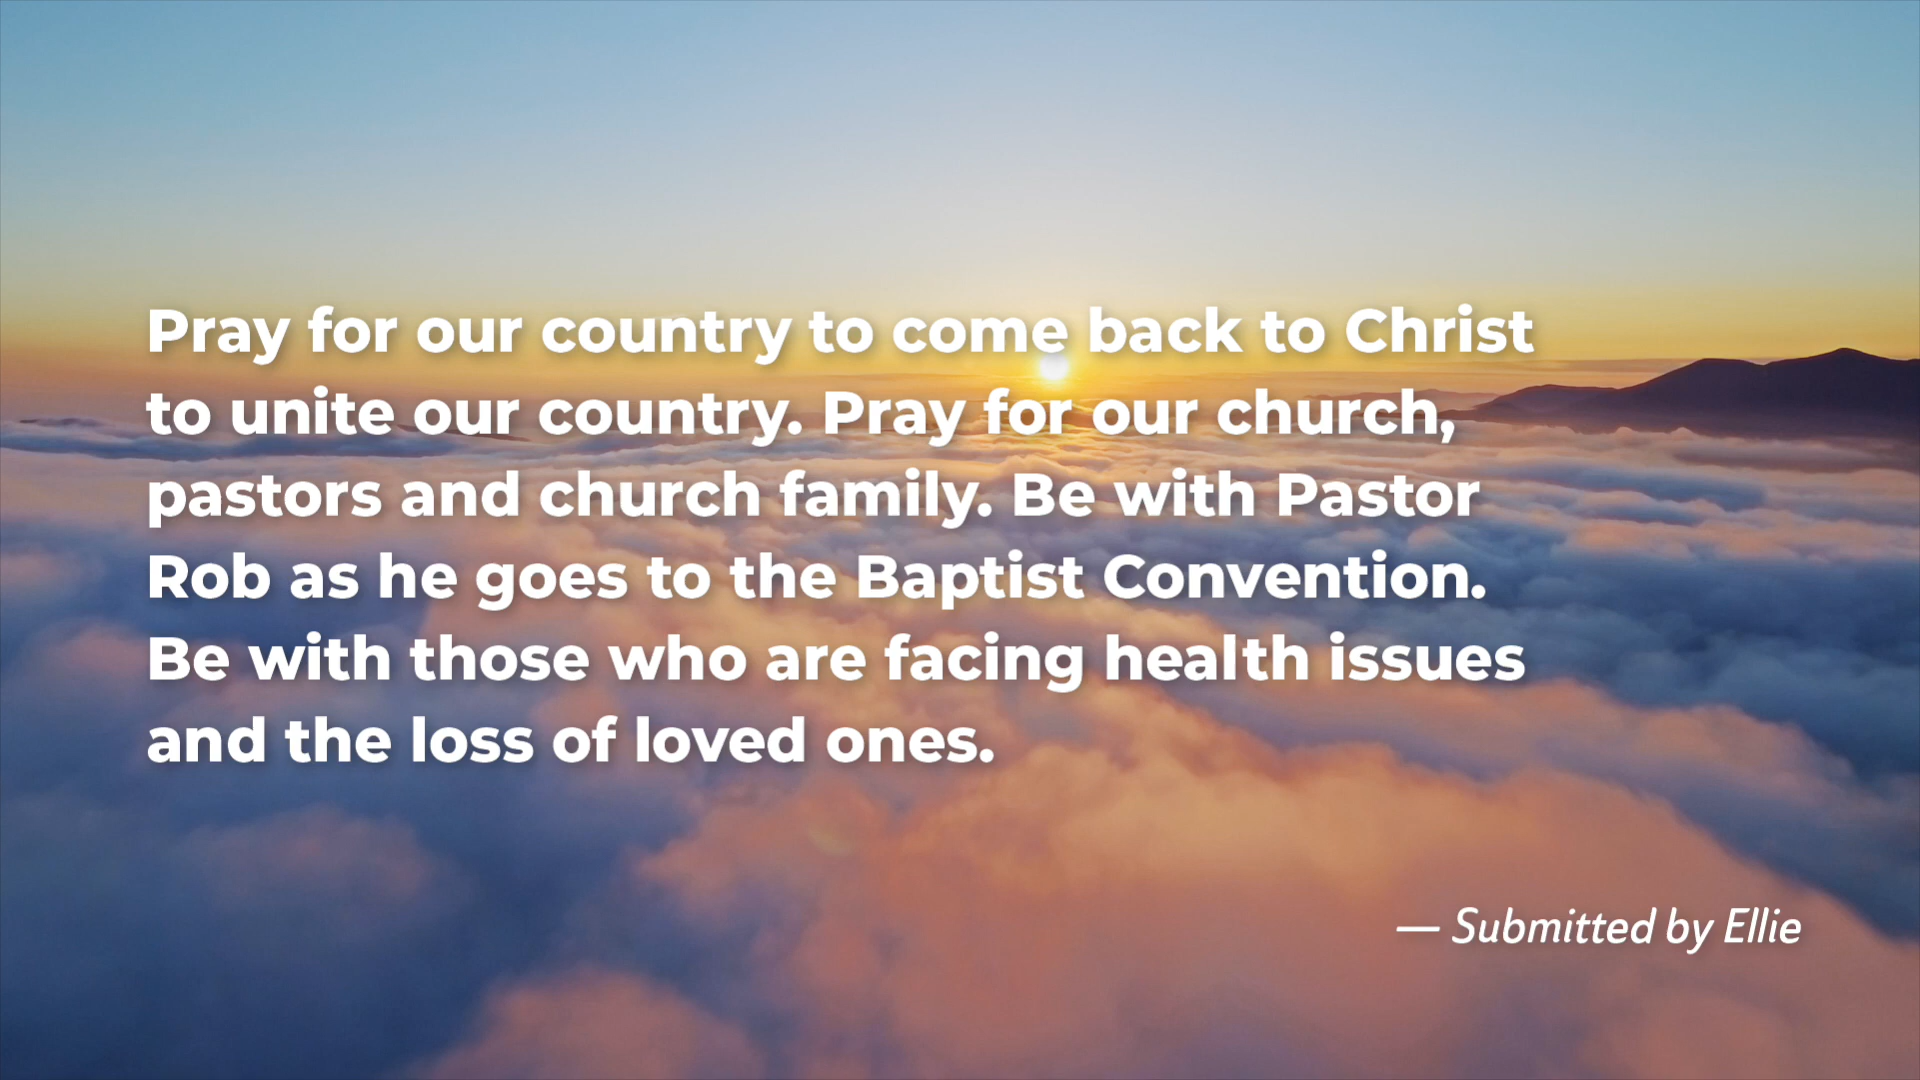 Pray for our country to come back to Christ
to unite our country. Pray for our church,
pastors and church family. Be with Pastor
Rob as he goes to the Baptist Convention.
Be with those who are facing health issues
and the loss of loved ones.
— Submitted by Ellie